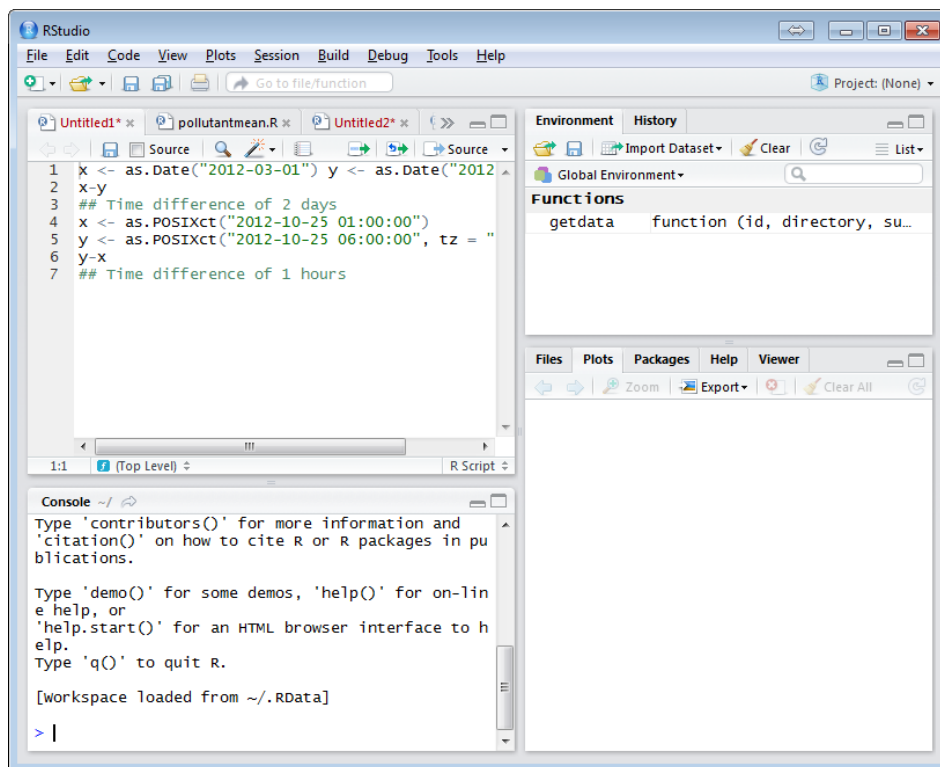 RStudio
File Edit Code View Plots Session Build Debug Tools Help
Go to file/function
Project: (None)
Untitled1* pollutantmean.R Untitled2*
Source Source
1 x <- as.Date("2012-03-01") y <- as.Date("2012
2 x-y
3 ## Time difference of 2 days
4 x <- as.POSIXct("2012-10-25 01:00:00")
5 y <- as.POSIXct("2012-10-25 06:00:00", tz = "
6 y-x
7 ## Time difference of 1 hours
1:1 (Top Level) R Script
Console ~/
Type 'contributors()' for more information and
'citation()' on how to cite R or R packages in pu
blications.
Type 'demo()' for some demos, 'help()' for on-lin
e help, or
'help.start()' for an HTML browser interface to h
elp.
Type 'q()' to quit R.
[Workspace loaded from ~/.RData]
>
Environment History
Import Dataset Clear List
Global Environment
Functions
getdata function (id, directory, su…
Files Plots Packages Help Viewer
Zoom Export Clear All